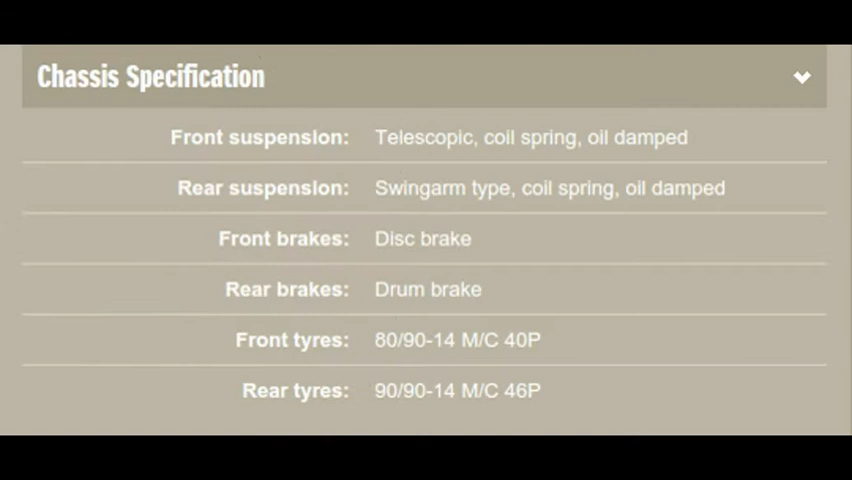 Chassis Specification
Front suspension: Telescopic, coil spring, oil damped
Rear suspension: Swingarm type, coil spring, oil damped
Front brakes: Disc brake
Rear brakes: Drum brake
Front tyres: 80/90-14 M/C 40P
Rear tyres: 90/90-14 M/C 46P